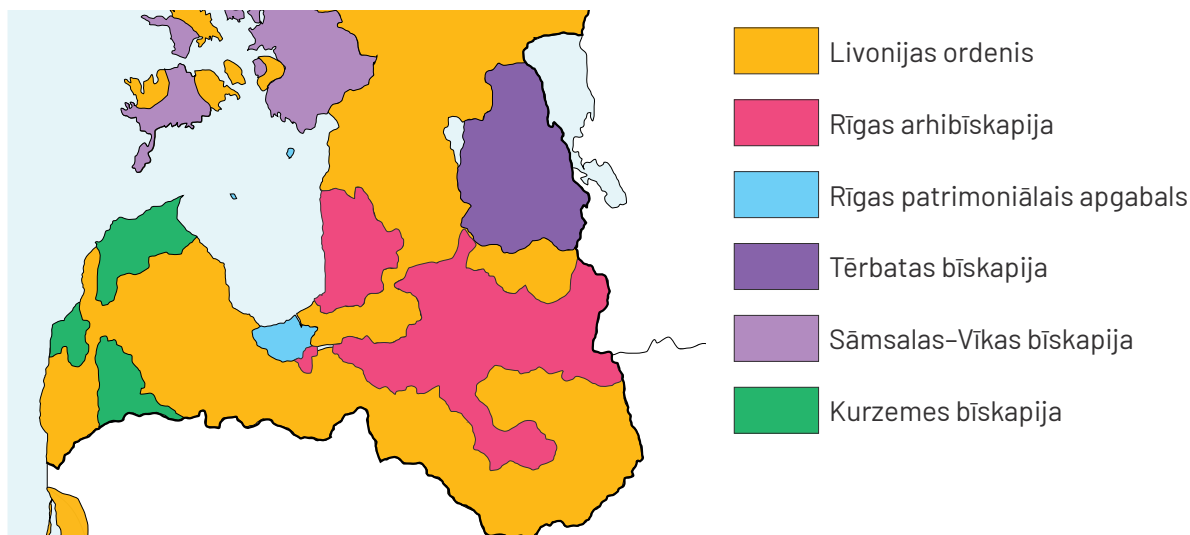 Livonijas ordenis
Rīgas arhibīskapija
Rīgas patrimoniālais apgabals
Tērbatas bīskapija
Sāmsalas–Vīkas bīskapija
Kurzemes bīskapija